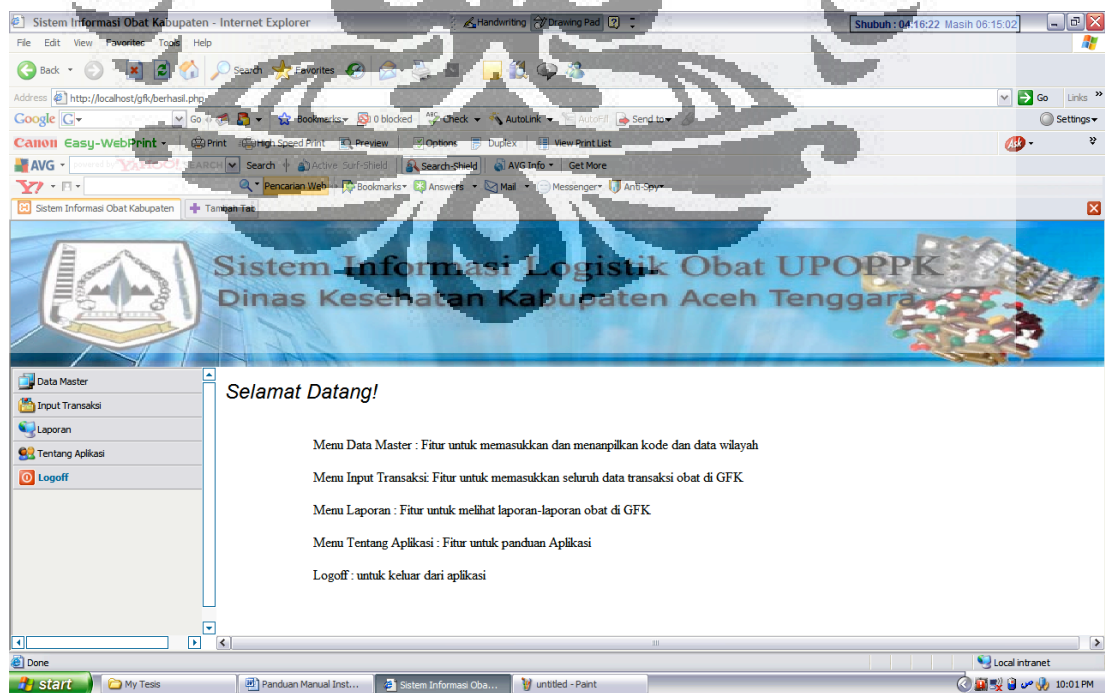 Sistem Informasi Obat Kabupaten - Internet Explorer
Handwriting Drawing Pad
Shubuh : 04:16:22 Masih 06:15:02
File Edit View Favorites Tools Help
Back Search Favorites
Address http://localhost/gfk/berhasil.php
Go Links
Google G Go Bookmarks 0 blocked Check AutoLink AutoFill Send to Settings
Canon Easy-WebPrint Print High Speed Print Preview Options Duplex View Print List Ask
AVG YAHOO! SEARCH Search Active Surf-Shield Search-Shield AVG Info Get More
Y! Pencarian Web Bookmarks Answers Mail Messenger Anti-Spy
Sistem Informasi Obat Kabupaten Tambah Tab
Sistem Informasi Logistik Obat UPOPPK
Dinas Kesehatan Kabupaten Aceh Tenggara
Data Master
Input Transaksi
Laporan
Tentang Aplikasi
Logoff
Selamat Datang!
Menu Data Master : Fitur untuk memasukkan dan menanpilkan kode dan data wilayah
Menu Input Transaksi: Fitur untuk memasukkan seluruh data transaksi obat di GFK
Menu Laporan : Fitur untuk melihat laporan-laporan obat di GFK
Menu Tentang Aplikasi : Fitur untuk panduan Aplikasi
Logoff : untuk keluar dari aplikasi
Done Local intranet
start My Tesis Panduan Manual Inst... Sistem Informasi Oba... untitled - Paint 10:01 PM